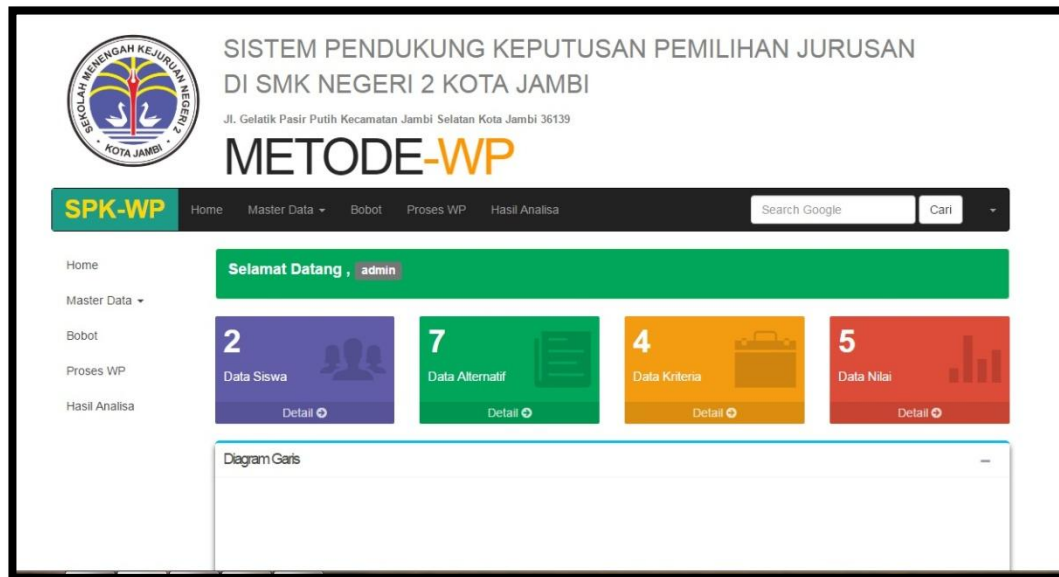 SEKOLAH MENENGAH KEJURUAN NEGERI 2
KOTA JAMBI
SISTEM PENDUKUNG KEPUTUSAN PEMILIHAN JURUSAN
DI SMK NEGERI 2 KOTA JAMBI
Jl. Gelatik Pasir Putih Kecamatan Jambi Selatan Kota Jambi 36139
METODE-WP
SPK-WP Home Master Data Bobot Proses WP Hasil Analisa Search Google Cari
Home
Master Data
Bobot
Proses WP
Hasil Analisa
Selamat Datang , admin
2
Data Siswa
Detail
7
Data Alternatif
Detail
4
Data Kriteria
Detail
5
Data Nilai
Detail
Diagram Garis